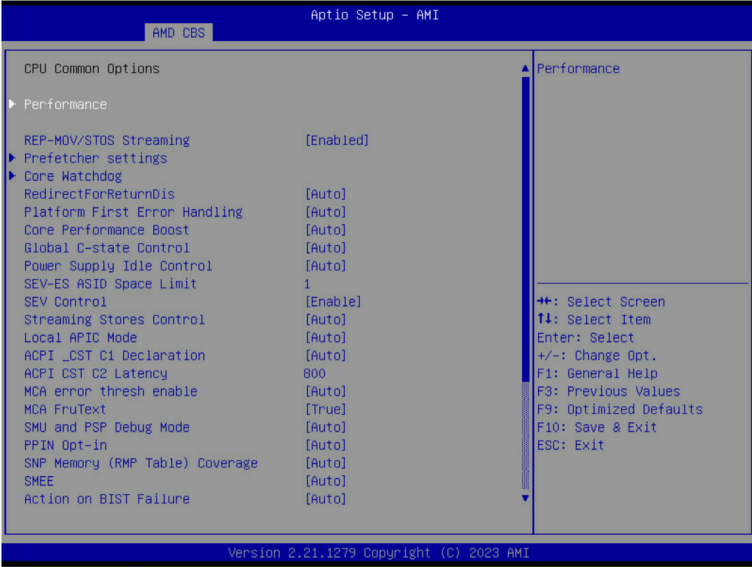 Aptio Setup – AMI
AMD CBS
CPU Common Options
Performance
REP-MOV/STOS Streaming [Enabled]
Prefetcher settings
Core Watchdog
RedirectForReturnDis [Auto]
Platform First Error Handling [Auto]
Core Performance Boost [Auto]
Global C-state Control [Auto]
Power Supply Idle Control [Auto]
SEV-ES ASID Space Limit 1
SEV Control [Enable]
Streaming Stores Control [Auto]
Local APIC Mode [Auto]
ACPI _CST C1 Declaration [Auto]
ACPI CST C2 Latency 800
MCA error thresh enable [Auto]
MCA FruText [True]
SMU and PSP Debug Mode [Auto]
PPIN Opt-in [Auto]
SNP Memory (RMP Table) Coverage [Auto]
SMEE [Auto]
Action on BIST Failure [Auto]
Performance
→←: Select Screen
↑↓: Select Item
Enter: Select
+/-: Change Opt.
F1: General Help
F3: Previous Values
F9: Optimized Defaults
F10: Save & Exit
ESC: Exit
Version 2.21.1279 Copyright (C) 2023 AMI